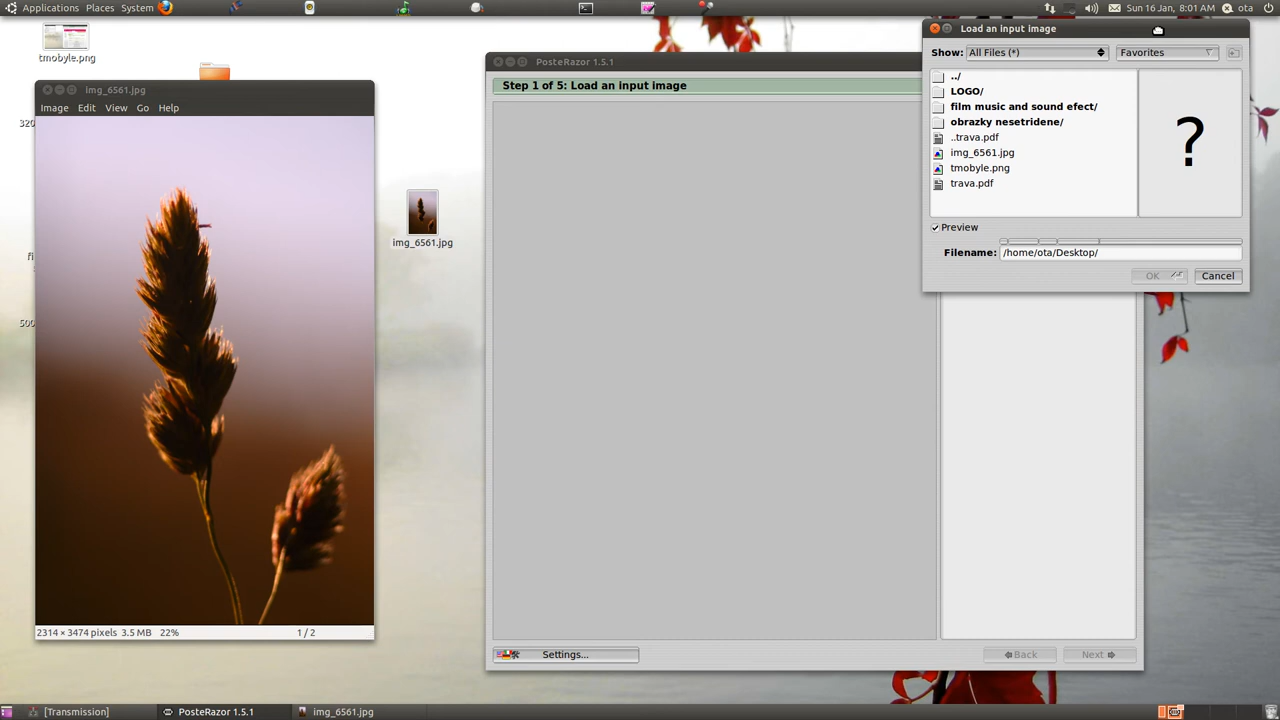 Applications Places System
Sun 16 Jan, 8:01 AM ota
tmobyle.png
img_6561.jpg
Image Edit View Go Help
2314 × 3474 pixels 3.5 MB 22% 1 / 2
img_6561.jpg
PosteRazor 1.5.1
Step 1 of 5: Load an input image
Settings...
Back Next
Load an input image
Show: All Files (*) Favorites
../
LOGO/
film music and sound efect/
obrazky nesetridene/
..trava.pdf
img_6561.jpg
tmobyle.png
trava.pdf
?
Preview
Filename: /home/ota/Desktop/
OK Cancel
[Transmission] PosteRazor 1.5.1 img_6561.jpg